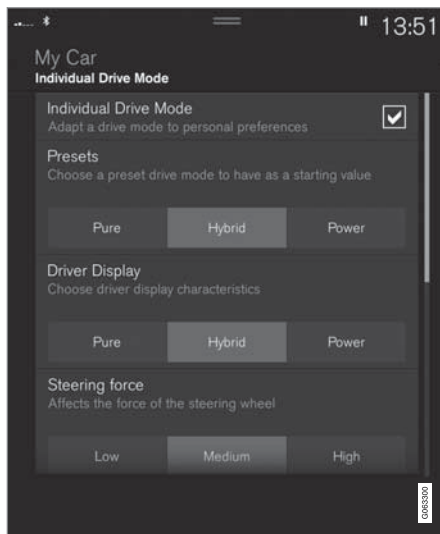 13:51
My Car
Individual Drive Mode
Individual Drive Mode
Adapt a drive mode to personal preferences
Presets
Choose a preset drive mode to have as a starting value
Pure Hybrid Power
Driver Display
Choose driver display characteristics
Pure Hybrid Power
Steering force
Affects the force of the steering wheel
Low Medium High
G063300